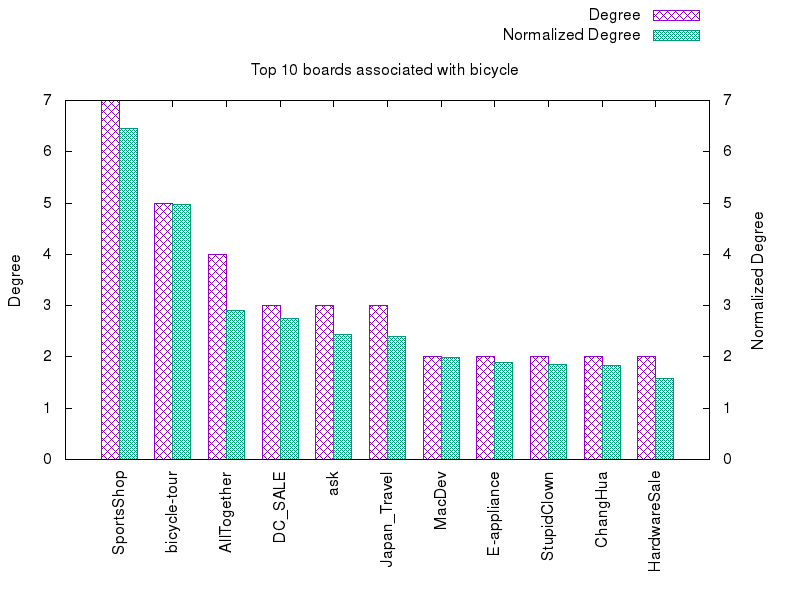 Degree
Normalized Degree
Top 10 boards associated with bicycle
7 7
6 6
5 5
4 4
3 3
2 2
1 1
0 0
Degree
Normalized Degree
SportsShop
bicycle-tour
AllTogether
DC_SALE
ask
Japan_Travel
MacDev
E-appliance
StupidClown
ChangHua
HardwareSale